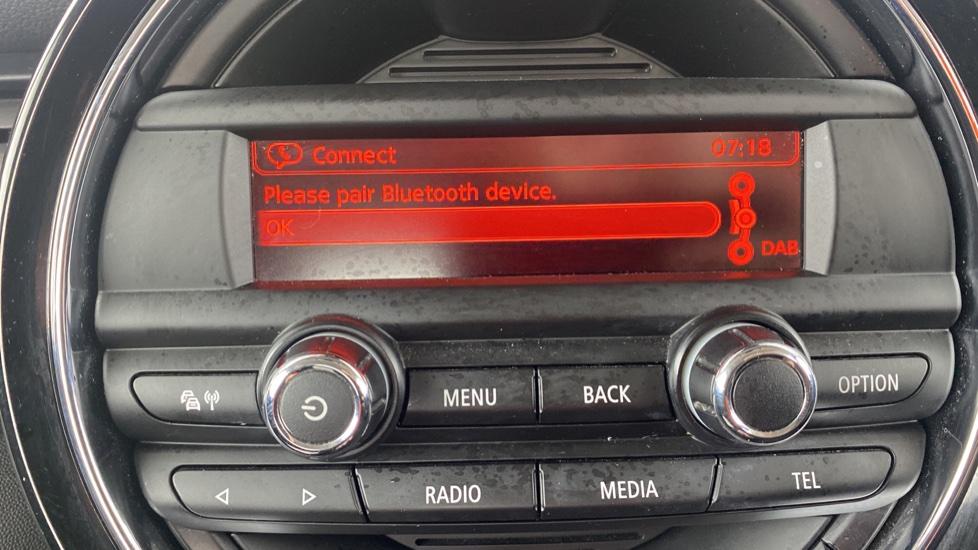 Connect 07:18
Please pair Bluetooth device.
OK
DAB
MENU BACK OPTION
RADIO MEDIA TEL